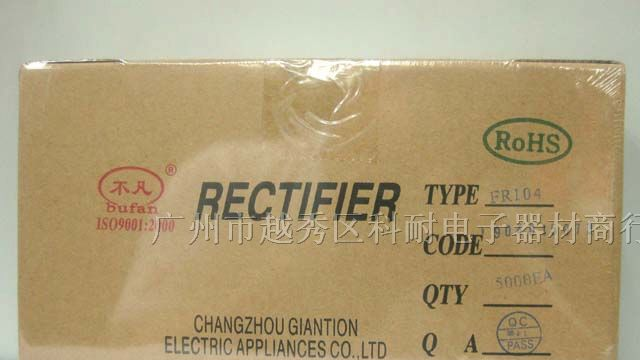 RoHS
不凡®
bufan
ISO9001:2000
RECTIFIER
TYPE FR104
广州市越秀区科耐电子器材商行
CODE
QTY 5000EA
CHANGZHOU GIANTION
ELECTRIC APPLIANCES CO.,LTD
Q A QC PASS